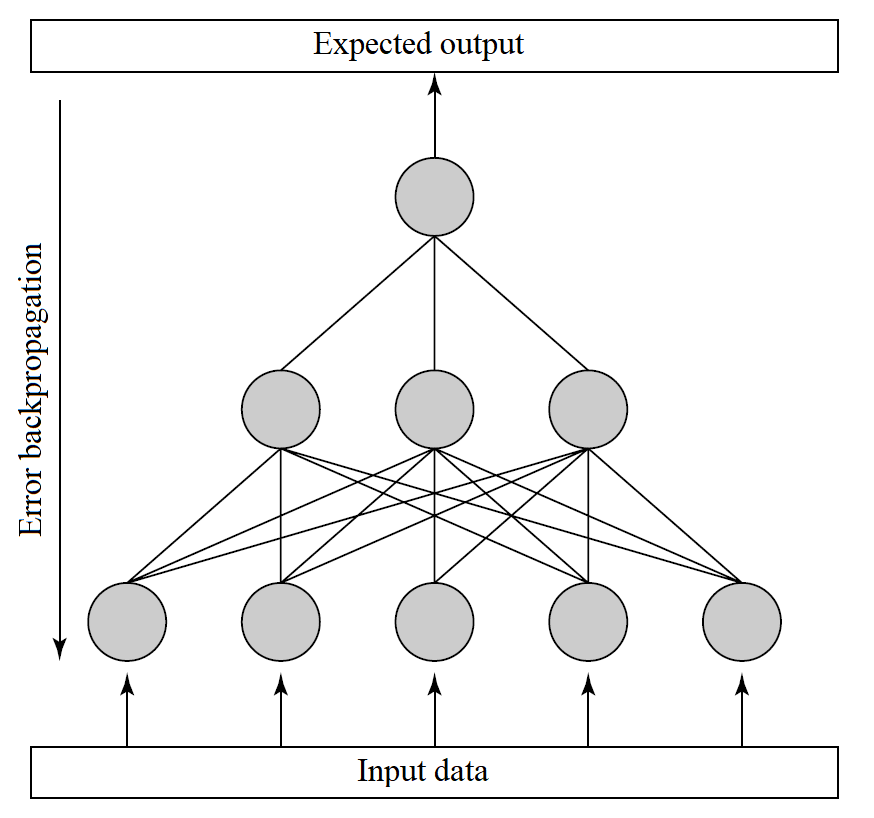 Expected output
Error backpropagation
Input data